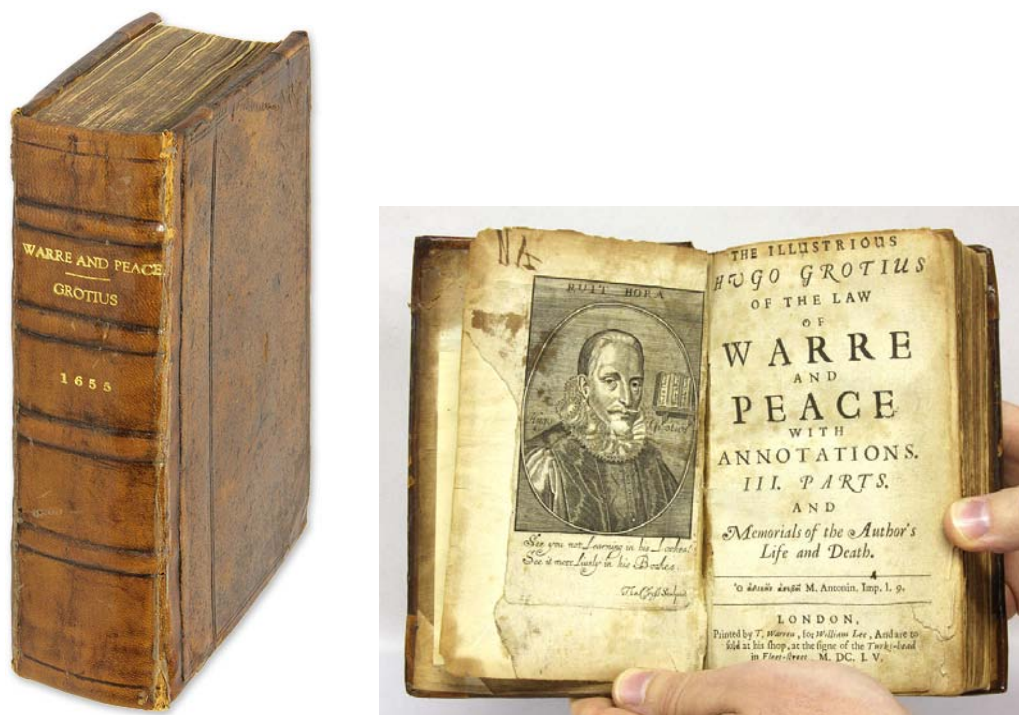 WARRE AND PEACE
GROTIUS
1655
RUIT HORA
See you not Learning in his Lookes?
See it more Lively in his Bookes.
THE ILLUSTRIOUS
HUGO GROTIUS
OF THE LAW
OF
WARRE
AND
PEACE
WITH
ANNOTATIONS.
III. PARTS.
AND
Memorials of the Author's
Life and Death.
M. Antonin. Imp. l. 9.
LONDON,
Printed by T. Warren, for William Lee, And are to
sold at his shop, at the signe of the Turks-head
in Fleet-street, M. DC. L V.